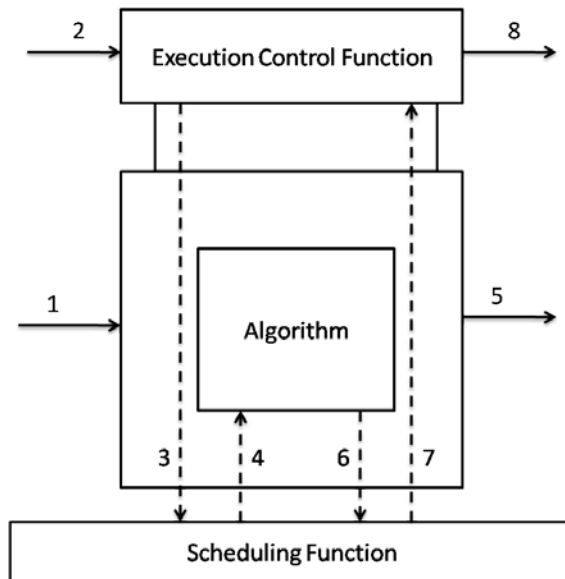 2
8
Execution Control Function
1
5
Algorithm
3
4
6
7
Scheduling Function